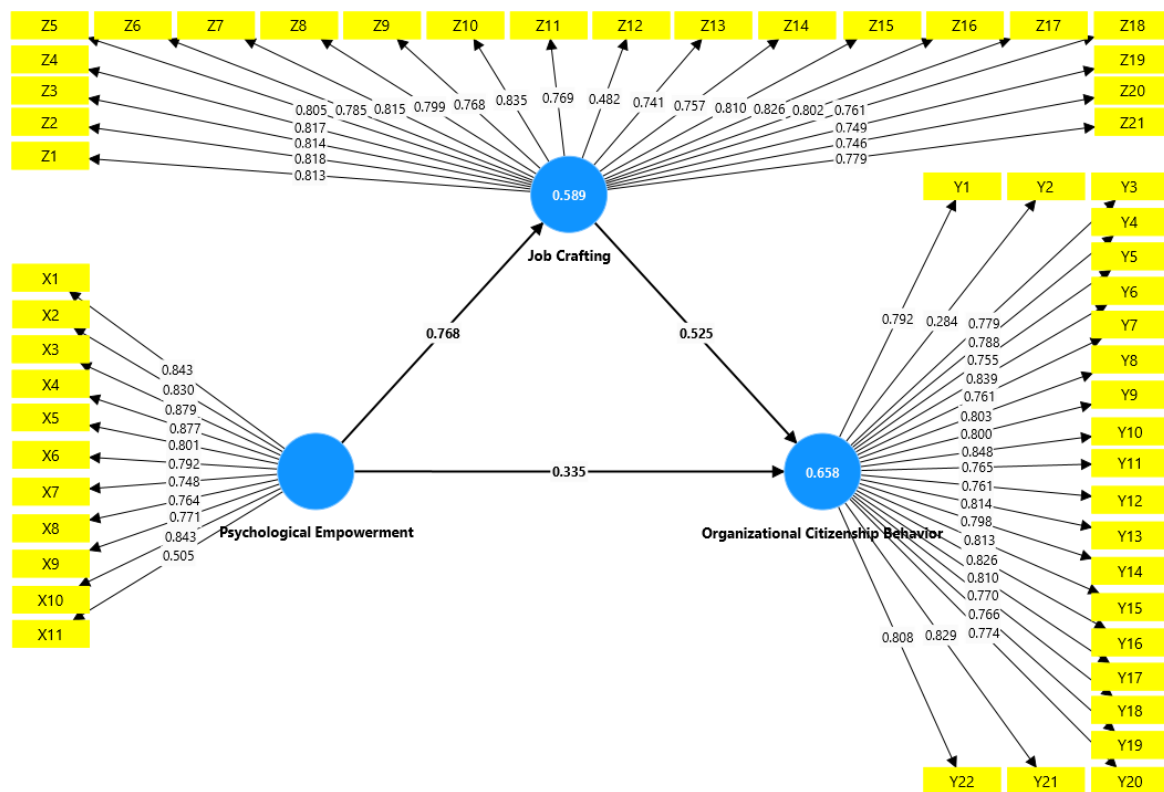 Z5 Z6 Z7 Z8 Z9 Z10 Z11 Z12 Z13 Z14 Z15 Z16 Z17 Z18
Z4 Z19
Z3 Z20
Z2 Z21
Z1
0.805 0.785 0.815 0.799 0.768 0.835 0.769 0.482 0.741 0.757 0.810 0.826 0.802 0.761
0.817 0.749
0.814 0.746
0.818 0.779
0.813
0.589
Job Crafting
Y1 Y2 Y3
Y4
Y5
Y6
Y7
Y8
Y9
Y10
Y11
Y12
Y13
Y14
Y15
Y16
Y17
Y18
Y19
Y22 Y21 Y20
X1
X2
X3
X4
X5
X6
X7
X8
X9
X10
X11
0.843
0.830
0.879
0.877
0.801
0.792
0.748
0.764
0.771
0.843
0.505
0.768
0.525
0.335
Psychological Empowerment
0.658
Organizational Citizenship Behavior
0.792 0.284 0.779
0.788
0.755
0.839
0.761
0.803
0.800
0.848
0.765
0.761
0.814
0.798
0.813
0.826
0.810
0.770
0.766
0.808 0.829 0.774